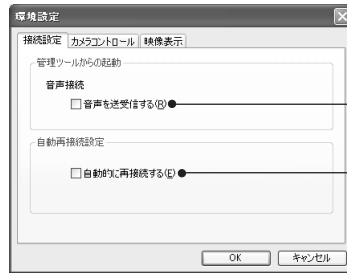 環境設定
接続設定 カメラコントロール 映像表示
管理ツールからの起動
音声接続
音声を送受信する(R)
自動再接続設定
自動的に再接続する(E)
OK キャンセル